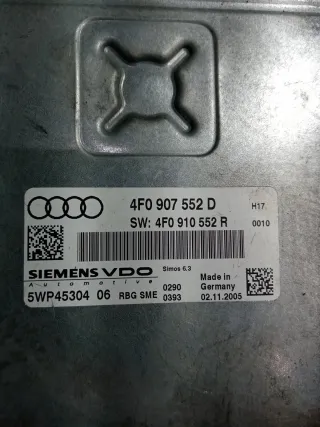 4F0 907 552 D H17
SW: 4F0 910 552 R 0010
SIEMENS VDO Simos 6.3
Automotive
5WP45304 06 RBG SME
0290 Made in
Germany
0393 02.11.2005